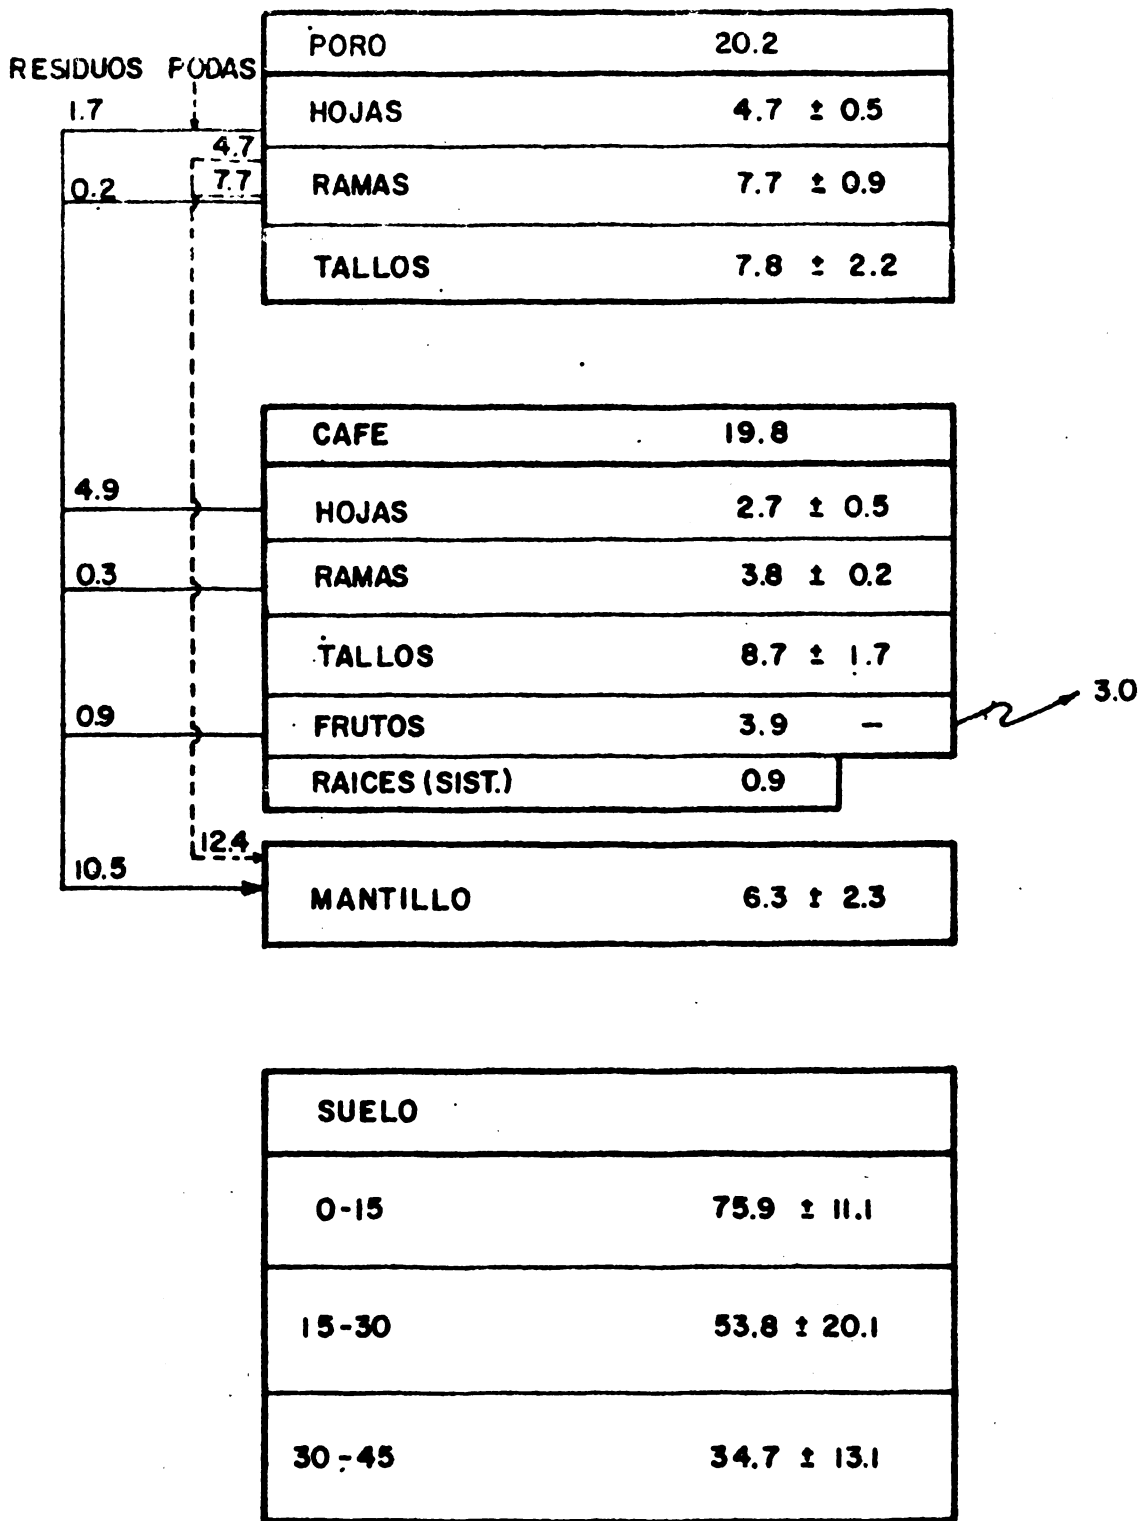 PORO 20.2
RESIDUOS PODAS
1.7
HOJAS 4.7 ± 0.5
4.7
7.7
0.2
RAMAS 7.7 ± 0.9
TALLOS 7.8 ± 2.2
CAFE 19.8
4.9
HOJAS 2.7 ± 0.5
0.3
RAMAS 3.8 ± 0.2
TALLOS 8.7 ± 1.7
3.0
0.9
FRUTOS 3.9 –
RAICES (SIST.) 0.9
12.4
10.5
MANTILLO 6.3 ± 2.3
SUELO
0-15 75.9 ± 11.1
15-30 53.8 ± 20.1
30-45 34.7 ± 13.1